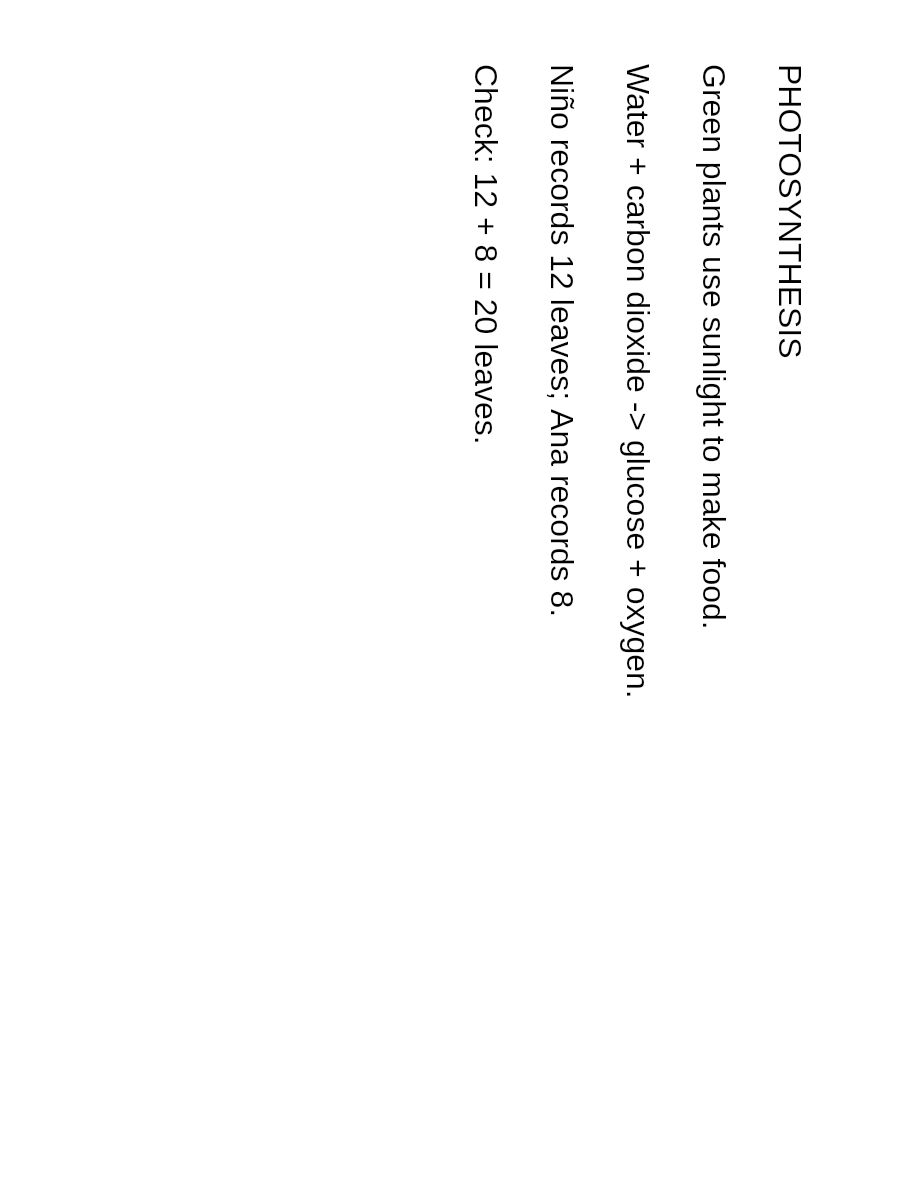 PHOTOSYNTHESIS
Green plants use sunlight to make food.
Water + carbon dioxide -> glucose + oxygen.
Niño records 12 leaves; Ana records 8.
Check: 12 + 8 = 20 leaves.